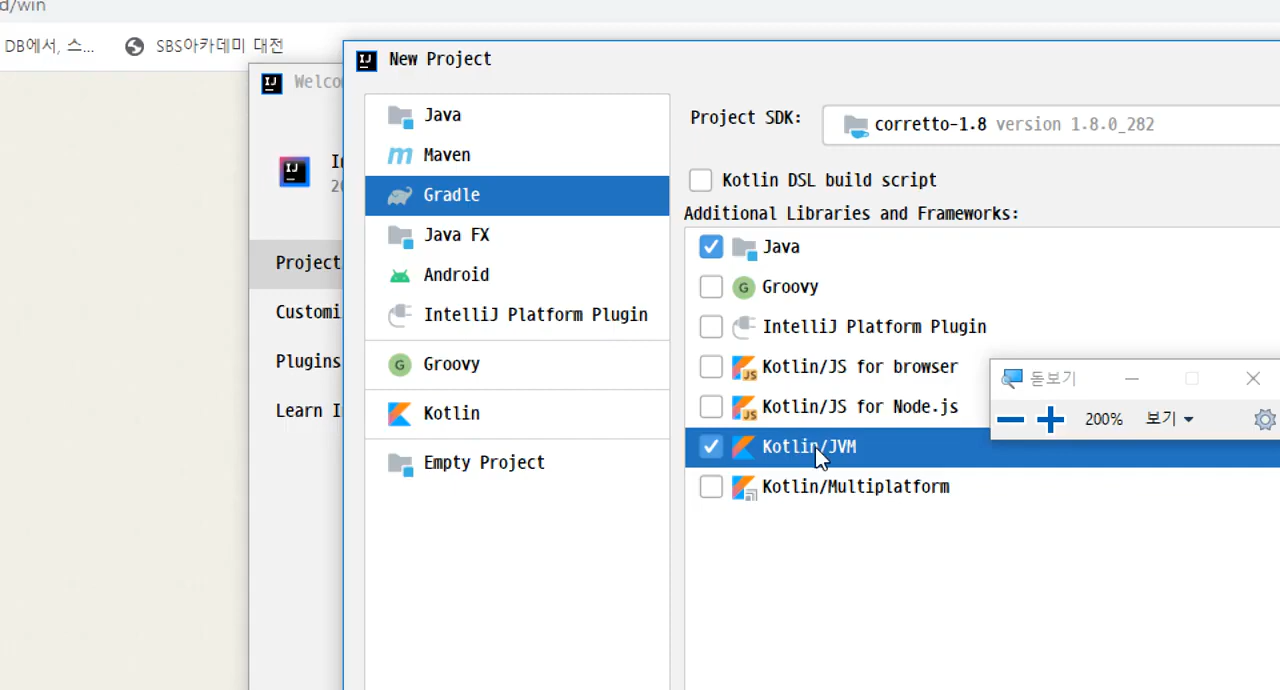 d/win
DB에서, 스...
SBS아카데미 대전
New Project
Java
Maven
Gradle
Java FX
Android
IntelliJ Platform Plugin
Groovy
Kotlin
Empty Project
Project SDK:
corretto-1.8 version 1.8.0_282
Kotlin DSL build script
Additional Libraries and Frameworks:
Java
Groovy
IntelliJ Platform Plugin
Kotlin/JS for browser
Kotlin/JS for Node.js
Kotlin/JVM
Kotlin/Multiplatform
Welco
Project
Customi
Plugins
Learn I
돋보기
200%
보기